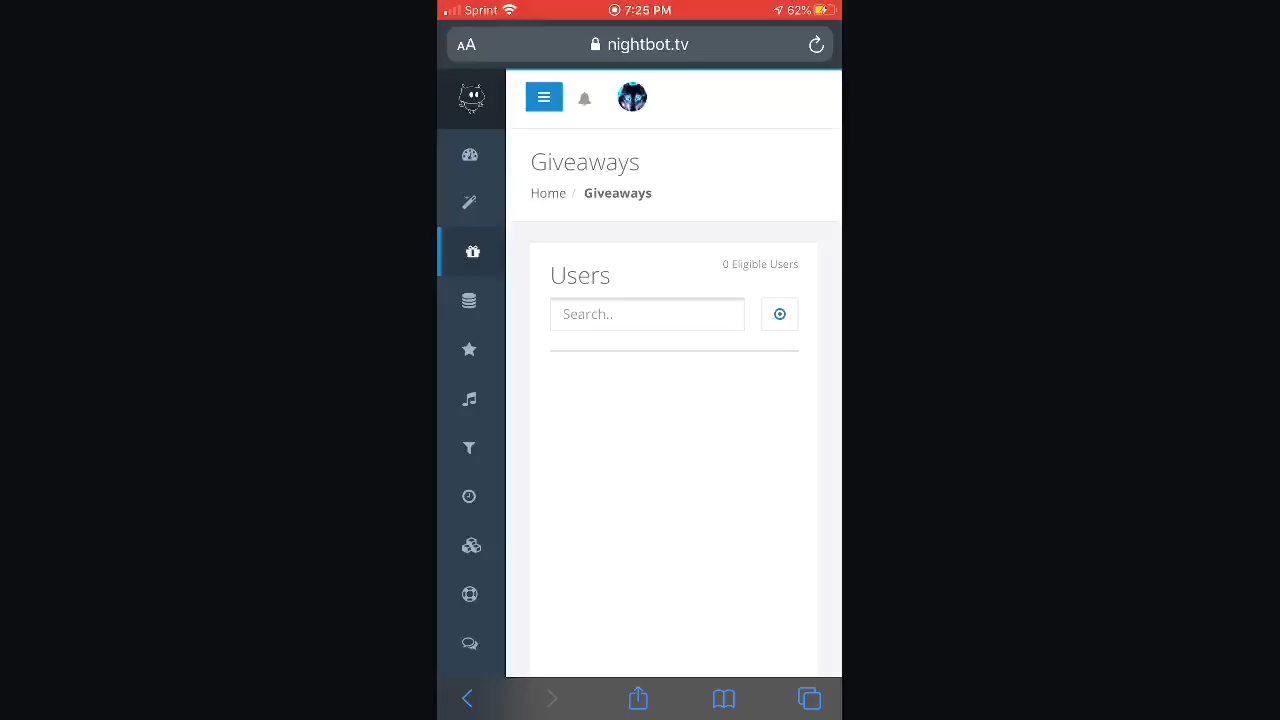 Sprint 7:25 PM 62%
AA nightbot.tv
Giveaways
Home / Giveaways
0 Eligible Users
Users
Search..